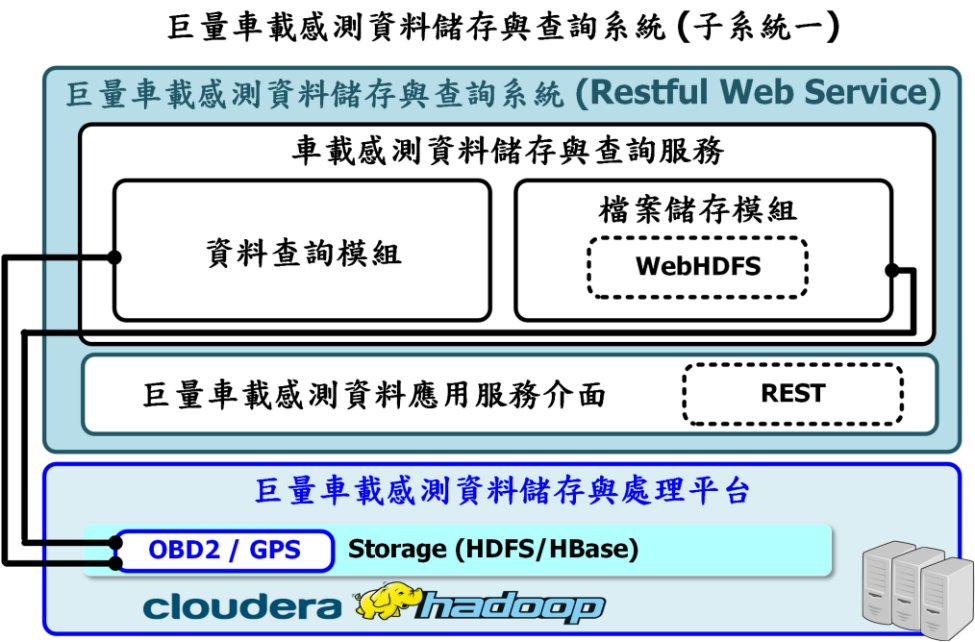 巨量車載感測資料儲存與查詢系統 (子系統一)
巨量車載感測資料儲存與查詢系統 (Restful Web Service)
車載感測資料儲存與查詢服務
資料查詢模組
檔案儲存模組
WebHDFS
巨量車載感測資料應用服務介面
REST
巨量車載感測資料儲存與處理平台
OBD2 / GPS
Storage (HDFS/HBase)
cloudera
hadoop